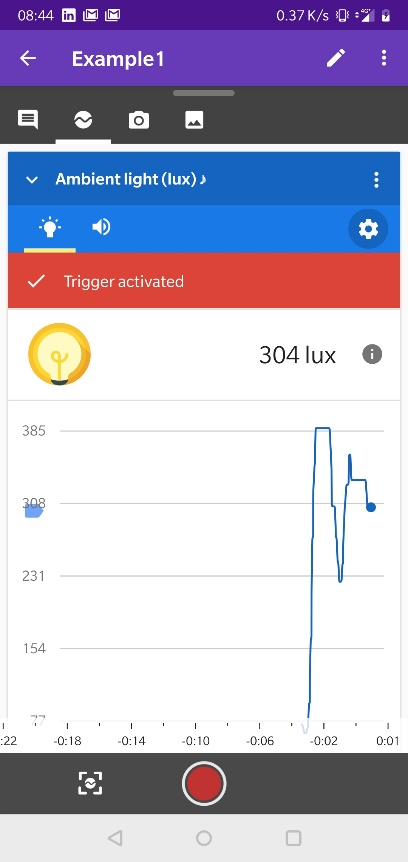 08:44 0.37 K/s 4G+
Example1
Ambient light (lux) ♪
Trigger activated
304 lux
385
308
231
154
77
:22 -0:18 -0:14 -0:10 -0:06 -0:02 0:01